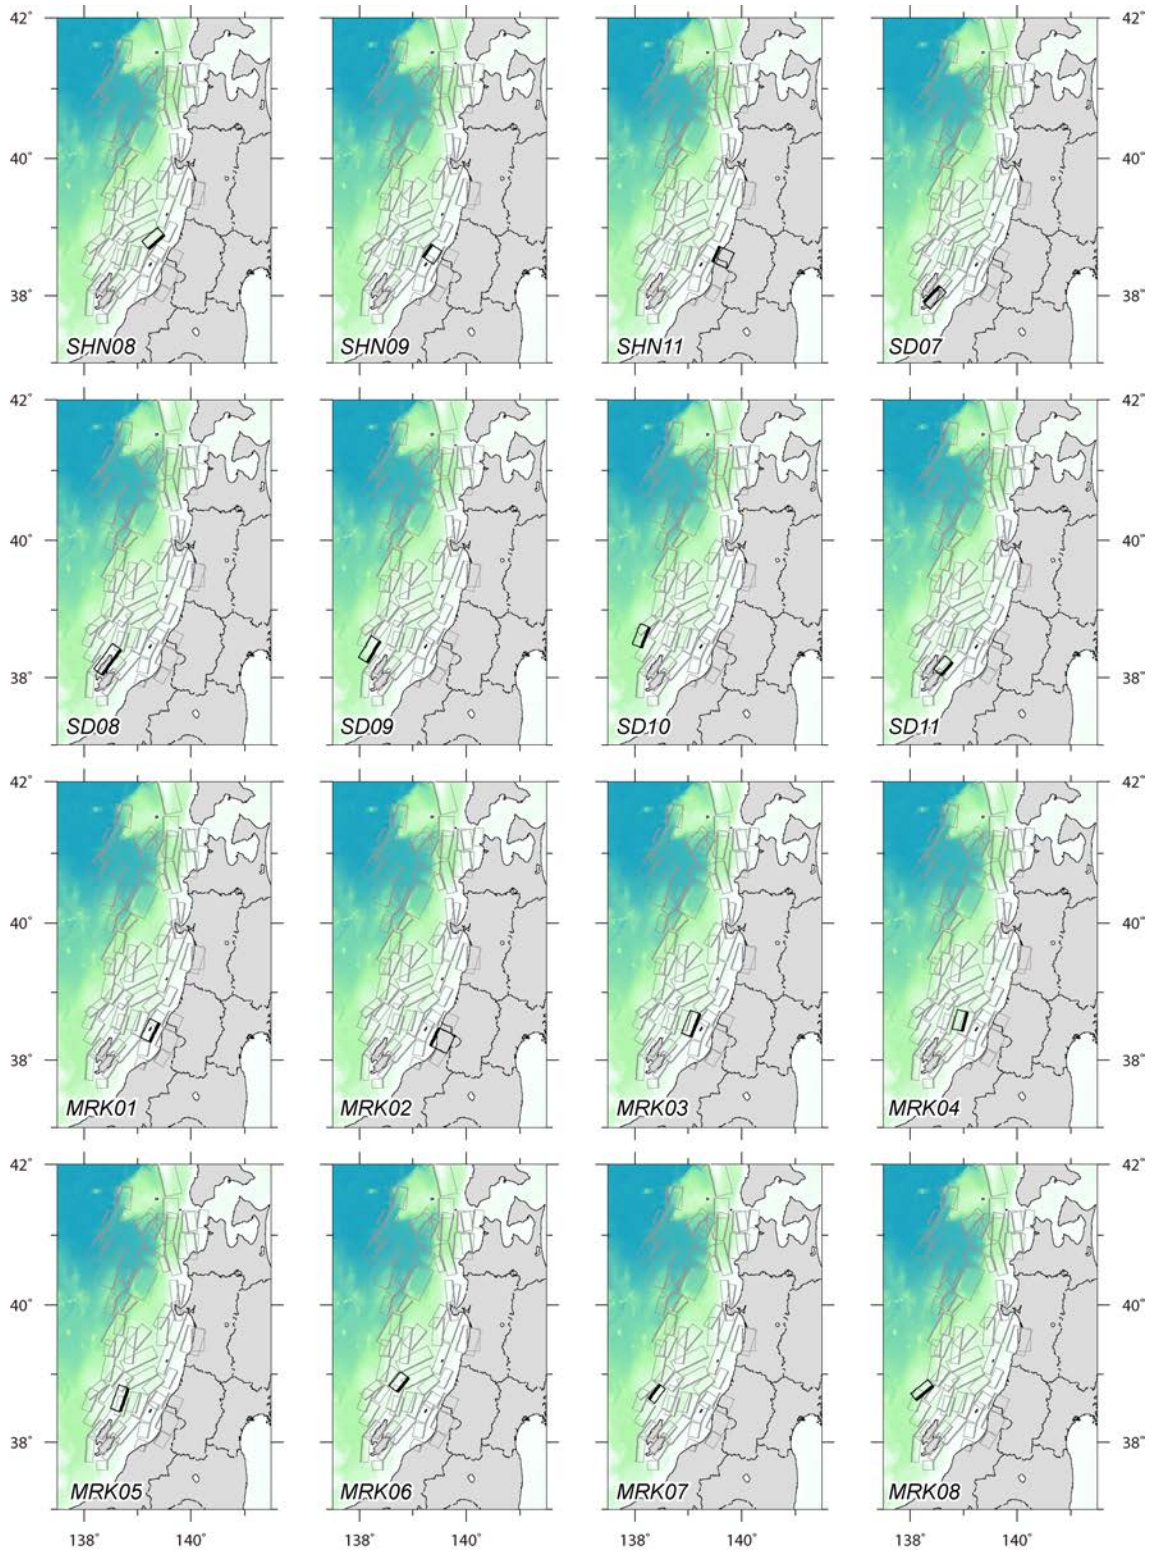 42° 42°
40° 40°
38° 38°
SHN08 SHN09 SHN11 SD07
42° 42°
40° 40°
38° 38°
SD08 SD09 SD10 SD11
42° 42°
40° 40°
38° 38°
MRK01 MRK02 MRK03 MRK04
42° 42°
40° 40°
38° 38°
MRK05 MRK06 MRK07 MRK08
138° 140° 138° 140° 138° 140° 138° 140°